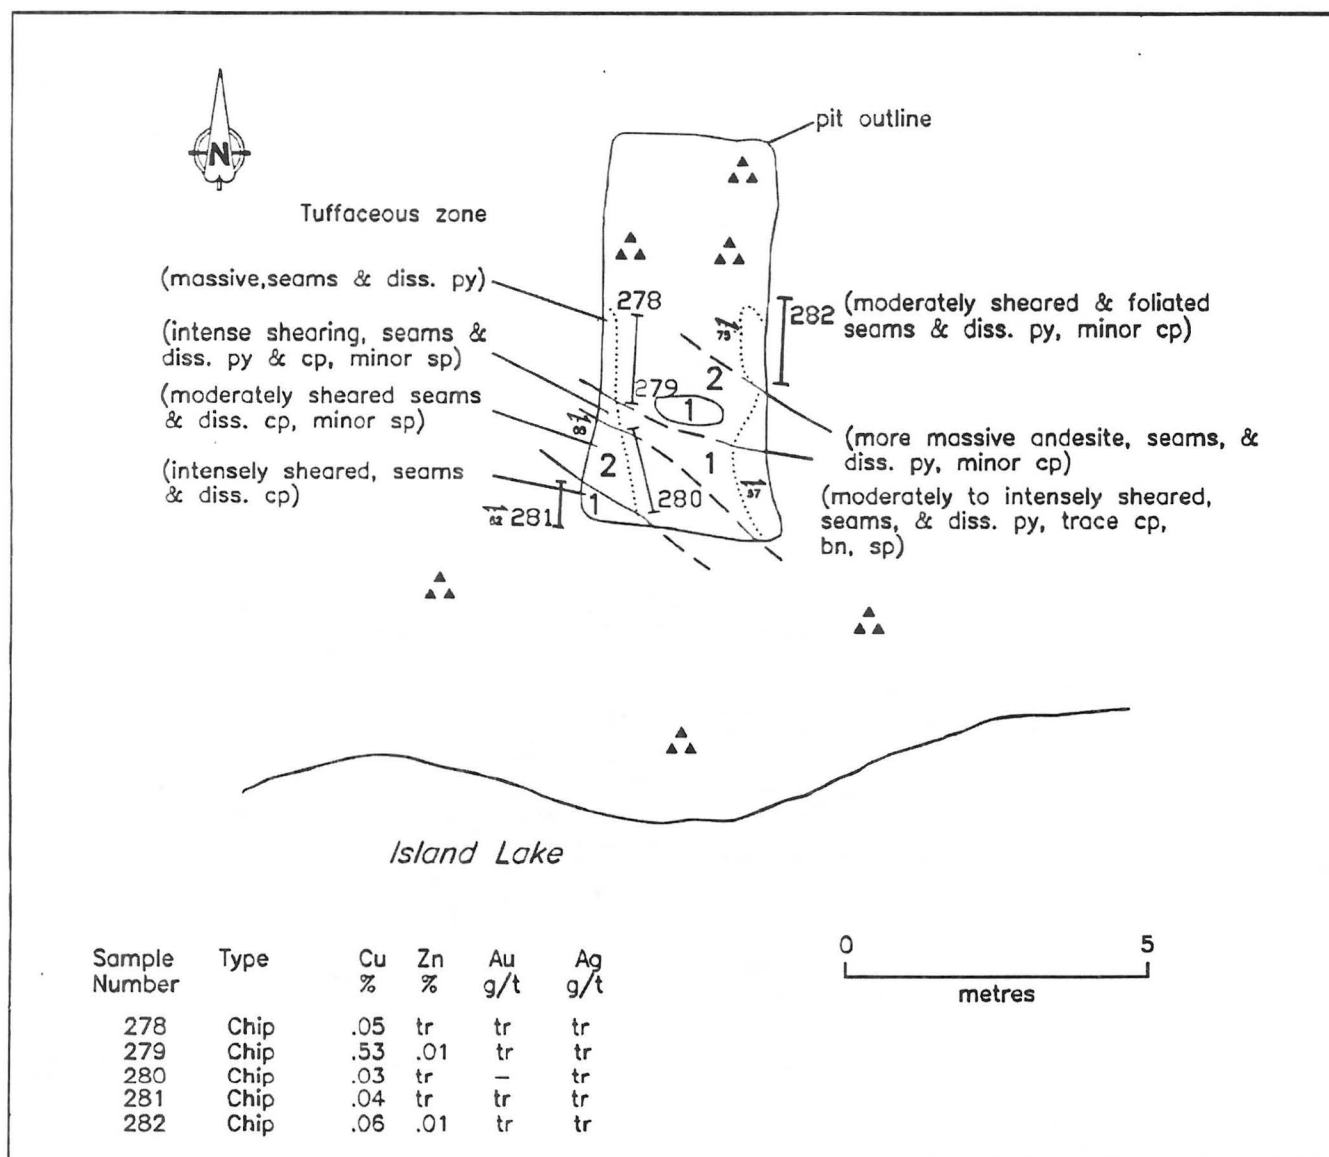 N
pit outline
Tuffaceous zone
(massive,seams & diss. py)
278
282
(moderately sheared & foliated
seams & diss. py, minor cp)
75
(intense shearing, seams &
diss. py & cp, minor sp)
279
2
1
(moderately sheared seams
& diss. cp, minor sp)
(more massive andesite, seams, &
diss. py, minor cp)
(intensely sheared, seams
& diss. cp)
2
1
1
280
281
62
(moderately to intensely sheared,
seams, & diss. py, trace cp,
bn, sp)
Island Lake
Sample Type Cu Zn Au Ag
Number % % g/t g/t
278 Chip .05 tr tr tr
279 Chip .53 .01 tr tr
280 Chip .03 tr – tr
281 Chip .04 tr tr tr
282 Chip .06 .01 tr tr
0 5
metres